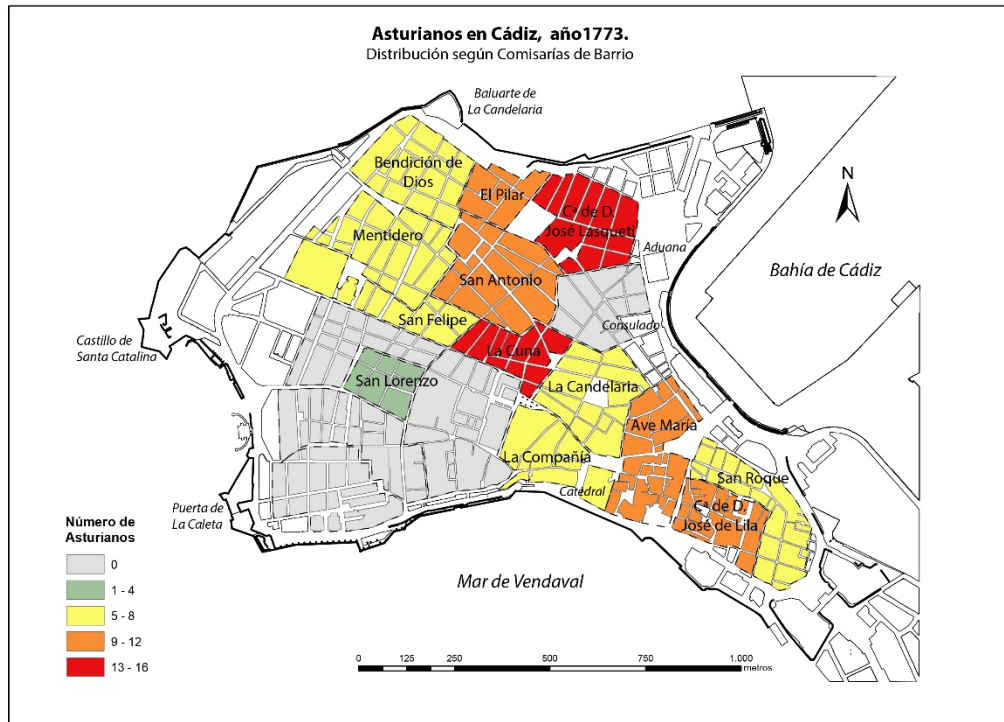 Asturianos en Cádiz, año1773.
Distribución según Comisarías de Barrio
Baluarte de
La Candelaria
Bendición de
Dios
El Pilar
Cª de D.
José Lasqueti
N
Mentidero
Aduana
San Antonio
Bahía de Cádiz
San Felipe
Consulado
Castillo de
Santa Catalina
La Cuna
San Lorenzo
La Candelaria
Ave María
La Compañía
San Roque
Catedral
Cª de D.
José de Lila
Puerta de
La Caleta
Mar de Vendaval
Número de
Asturianos
0
1 - 4
5 - 8
9 - 12
13 - 16
0 125 250 500 750 1.000
metros